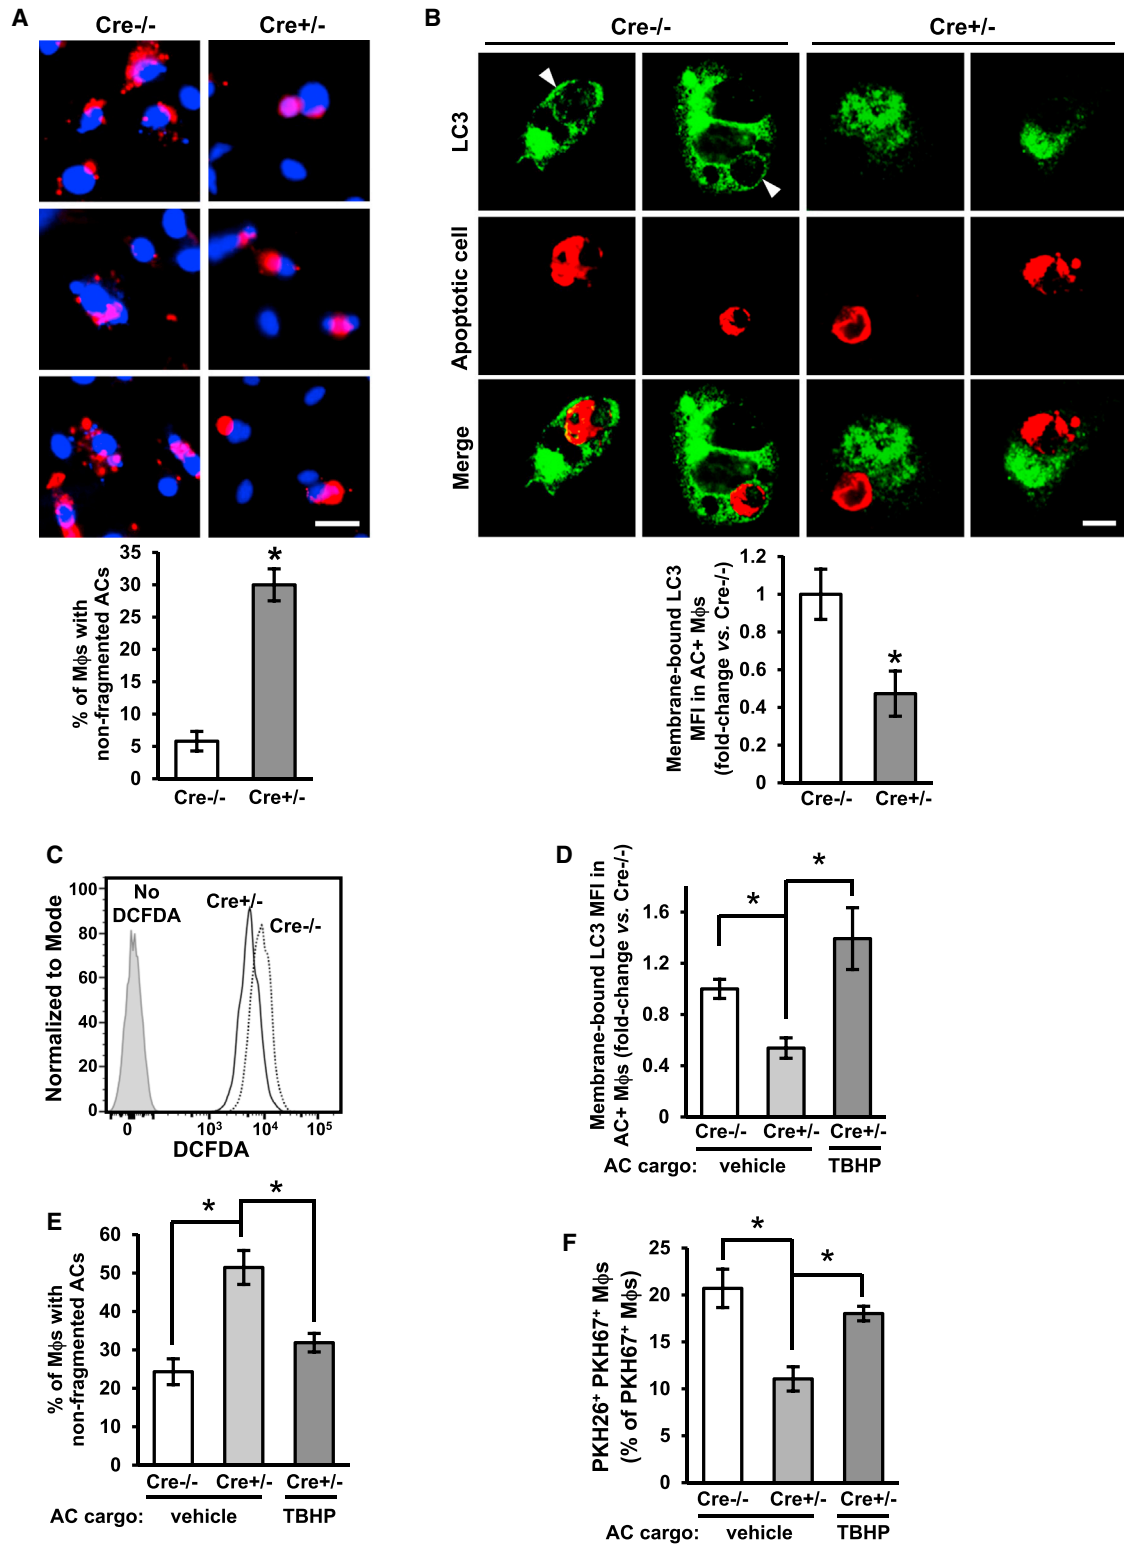 A
Cre-/-
Cre+/-
35
30
25
20
15
10
5
0
% of Mϕs with
non-fragmented ACs
*
Cre-/-
Cre+/-
B
Cre-/-
Cre+/-
LC3
Apoptotic cell
Merge
Membrane-bound LC3
MFI in AC+ Mϕs
(fold-change vs. Cre-/-)
1.2
1
0.8
0.6
0.4
0.2
0
*
Cre-/-
Cre+/-
C
Normalized to Mode
100
80
60
40
20
0
No
DCFDA
Cre+/-
Cre-/-
0
10³
10⁴
10⁵
DCFDA
D
Membrane-bound LC3 MFI in
AC+ Mϕs (fold-change vs. Cre-/-)
1.6
1.2
0.8
0.4
0
*
*
Cre-/-
Cre+/-
Cre+/-
AC cargo:
vehicle
TBHP
E
% of Mϕs with
non-fragmented ACs
60
50
40
30
20
10
0
*
*
Cre-/-
Cre+/-
Cre+/-
AC cargo:
vehicle
TBHP
F
PKH26⁺ PKH67⁺ Mϕs
(% of PKH67⁺ Mϕs)
25
20
15
10
5
0
*
*
Cre-/-
Cre+/-
Cre+/-
AC cargo:
vehicle
TBHP